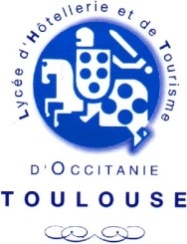 Lycée d'Hôtellerie et de Tourisme
D'OCCITANIE
TOULOUSE